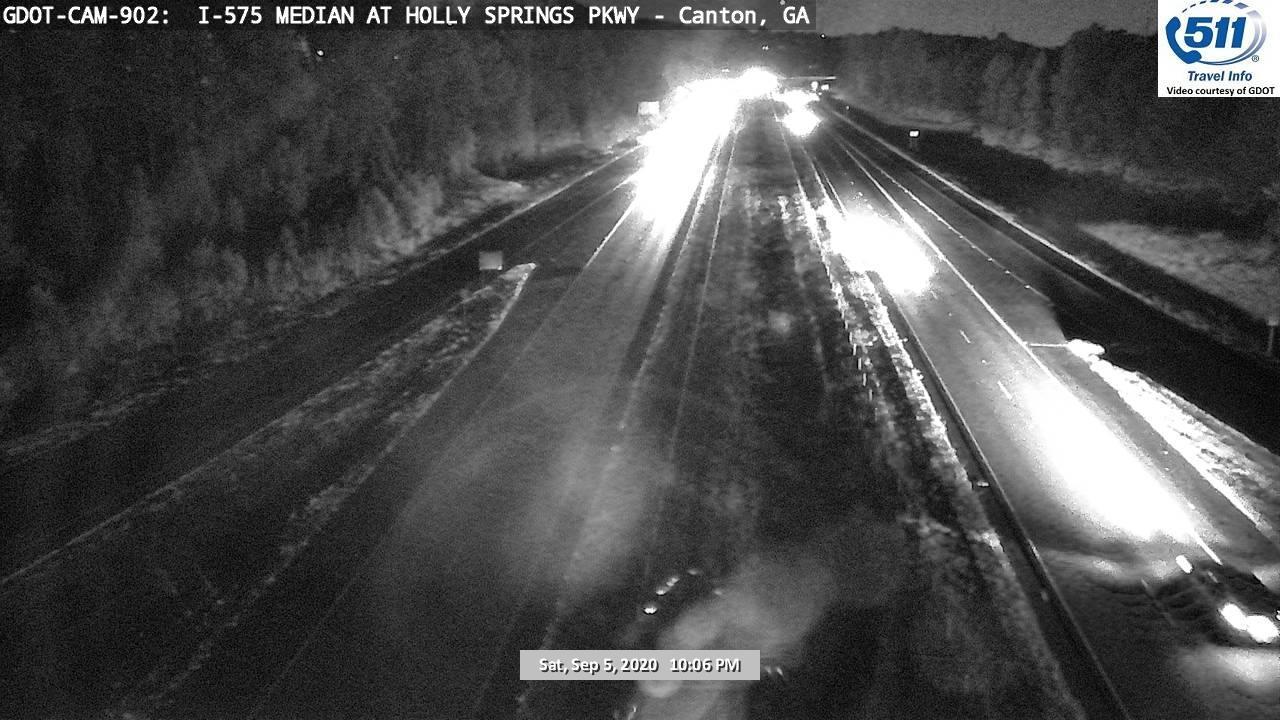 GDOT-CAM-902: I-575 MEDIAN AT HOLLY SPRINGS PKWY - Canton, GA
511
®
Travel Info
Video courtesy of GDOT
Sat, Sep 5, 2020 10:06 PM